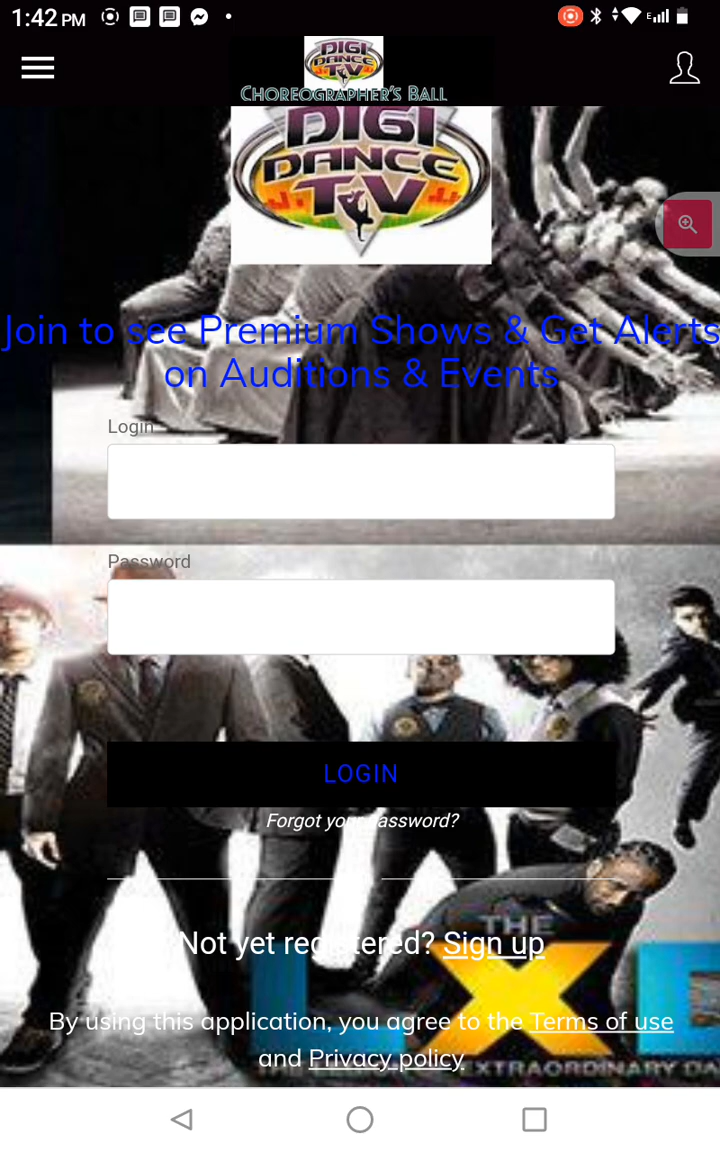 1:42 PM
E
DIGI
DANCE
TV
CHOREOGRAPHER'S BALL
DIGI
DANCE
TV
Join to see Premium Shows & Get Alerts
on Auditions & Events
Login
Password
LOGIN
Forgot your password?
THE
Not yet registered? Sign up
LX
By using this application, you agree to the Terms of use
and Privacy policy.
XTRAORDINARY DA